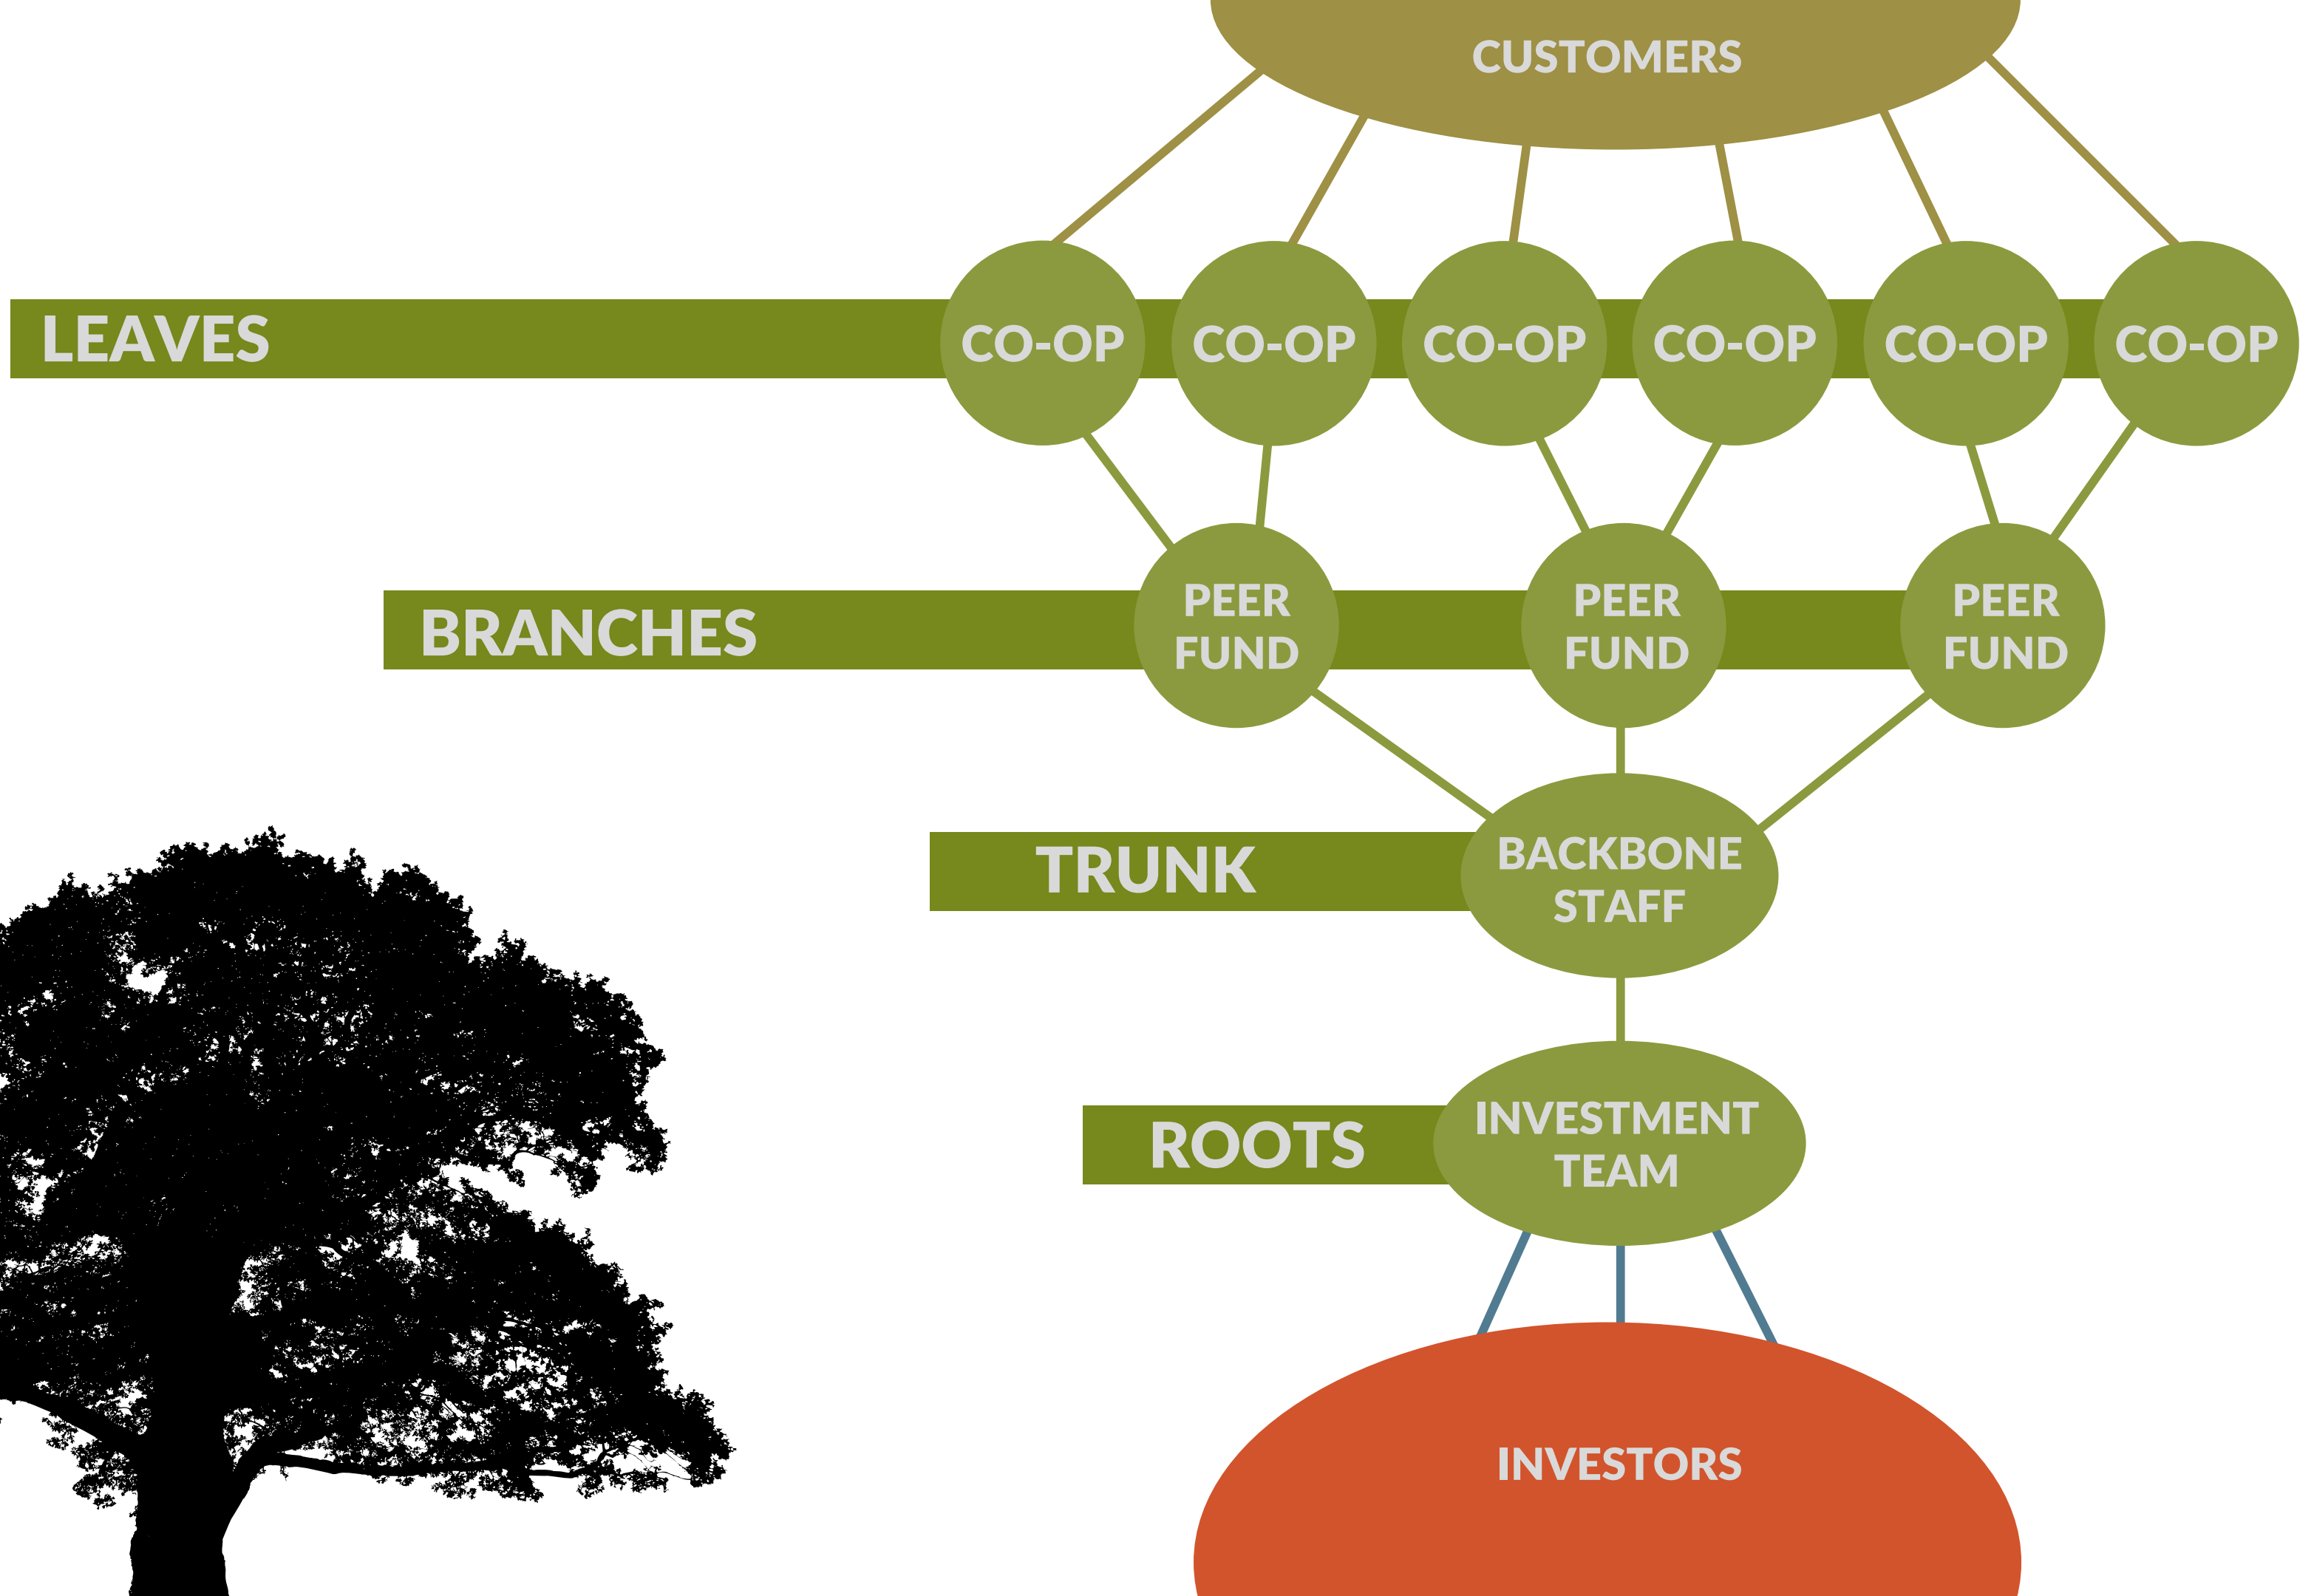 CUSTOMERS
LEAVES
CO-OP
CO-OP
CO-OP
CO-OP
CO-OP
CO-OP
BRANCHES
PEER
FUND
PEER
FUND
PEER
FUND
TRUNK
BACKBONE
STAFF
ROOTS
INVESTMENT
TEAM
INVESTORS